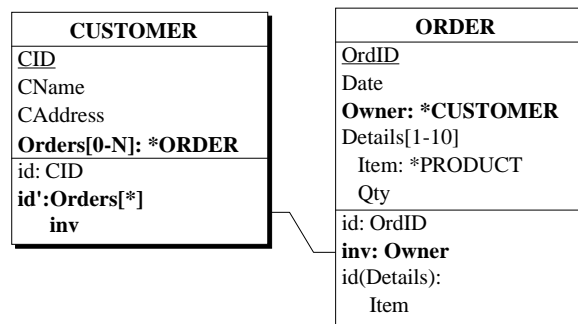 CUSTOMER
CID
CName
CAddress
Orders[0-N]: *ORDER
id: CID
id':Orders[*]
inv
ORDER
OrdID
Date
Owner: *CUSTOMER
Details[1-10]
Item: *PRODUCT
Qty
id: OrdID
inv: Owner
id(Details):
Item